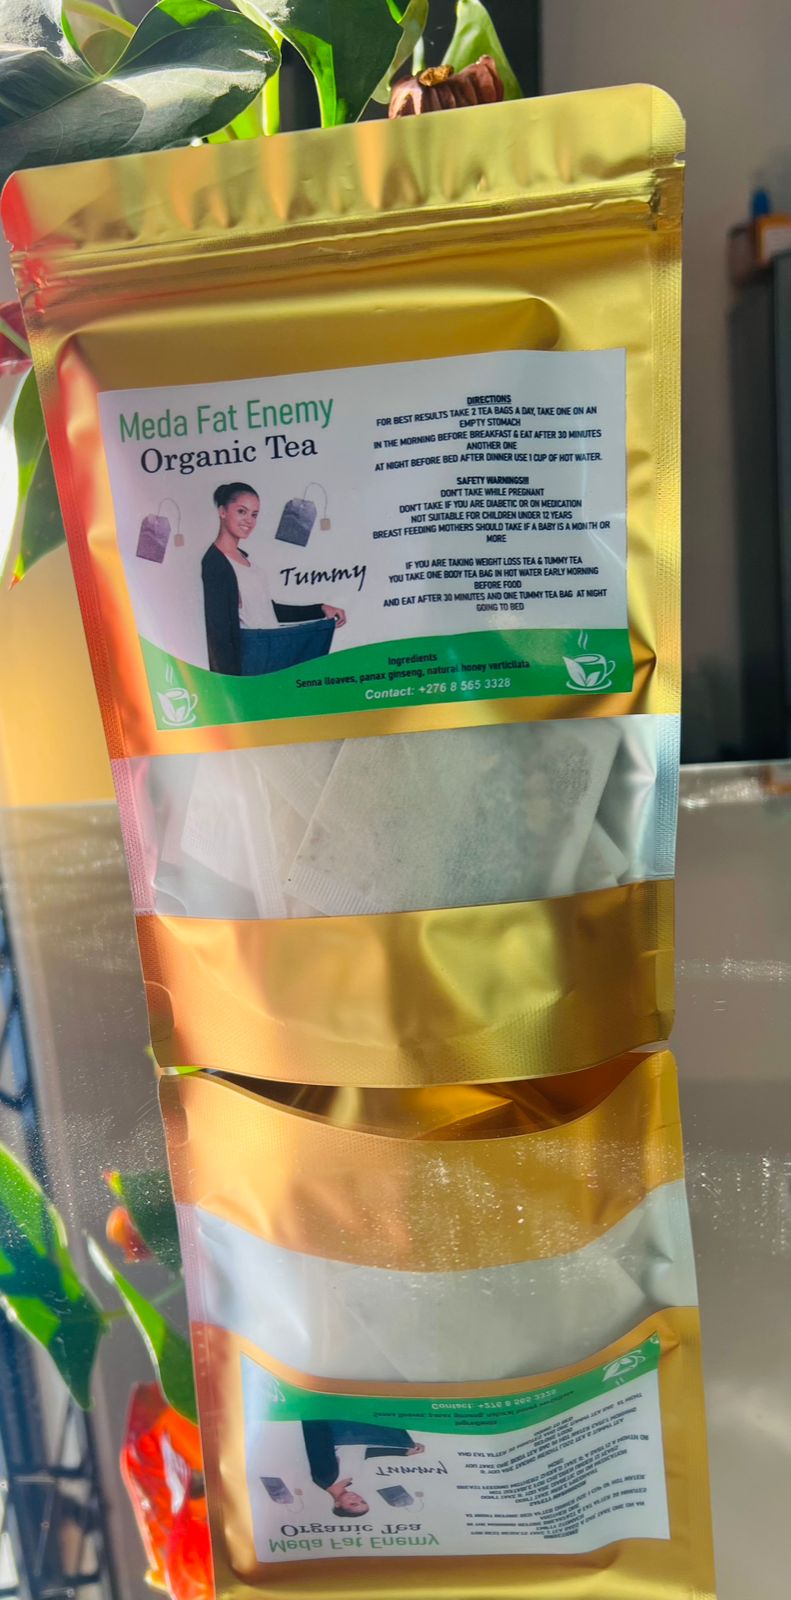 Meda Fat Enemy
Organic Tea
Tummy
DIRECTIONS
FOR BEST RESULTS TAKE 2 TEA BAGS A DAY, TAKE ONE ON AN
EMPTY STOMACH
IN THE MORNING BEFORE BREAKFAST & EAT AFTER 30 MINUTES
ANOTHER ONE
AT NIGHT BEFORE BED AFTER DINNER USE 1 CUP OF HOT WATER.
SAFETY WARNINGS!!!
DON'T TAKE WHILE PREGNANT
DON'T TAKE IF YOU ARE DIABETIC OR ON MEDICATION
NOT SUITABLE FOR CHILDREN UNDER 12 YEARS
BREAST FEEDING MOTHERS SHOULD TAKE IF A BABY IS A MONTH OR
MORE
IF YOU ARE TAKING WEIGHT LOSS TEA & TUMMY TEA
YOU TAKE ONE BODY TEA BAG IN HOT WATER EARLY MORNING
BEFORE FOOD
AND EAT AFTER 30 MINUTES AND ONE TUMMY TEA BAG AT NIGHT
GOING TO BED
Ingredients
Senna lleaves, panax ginseng, natural honey verticilata
Contact: +276 8 565 3328